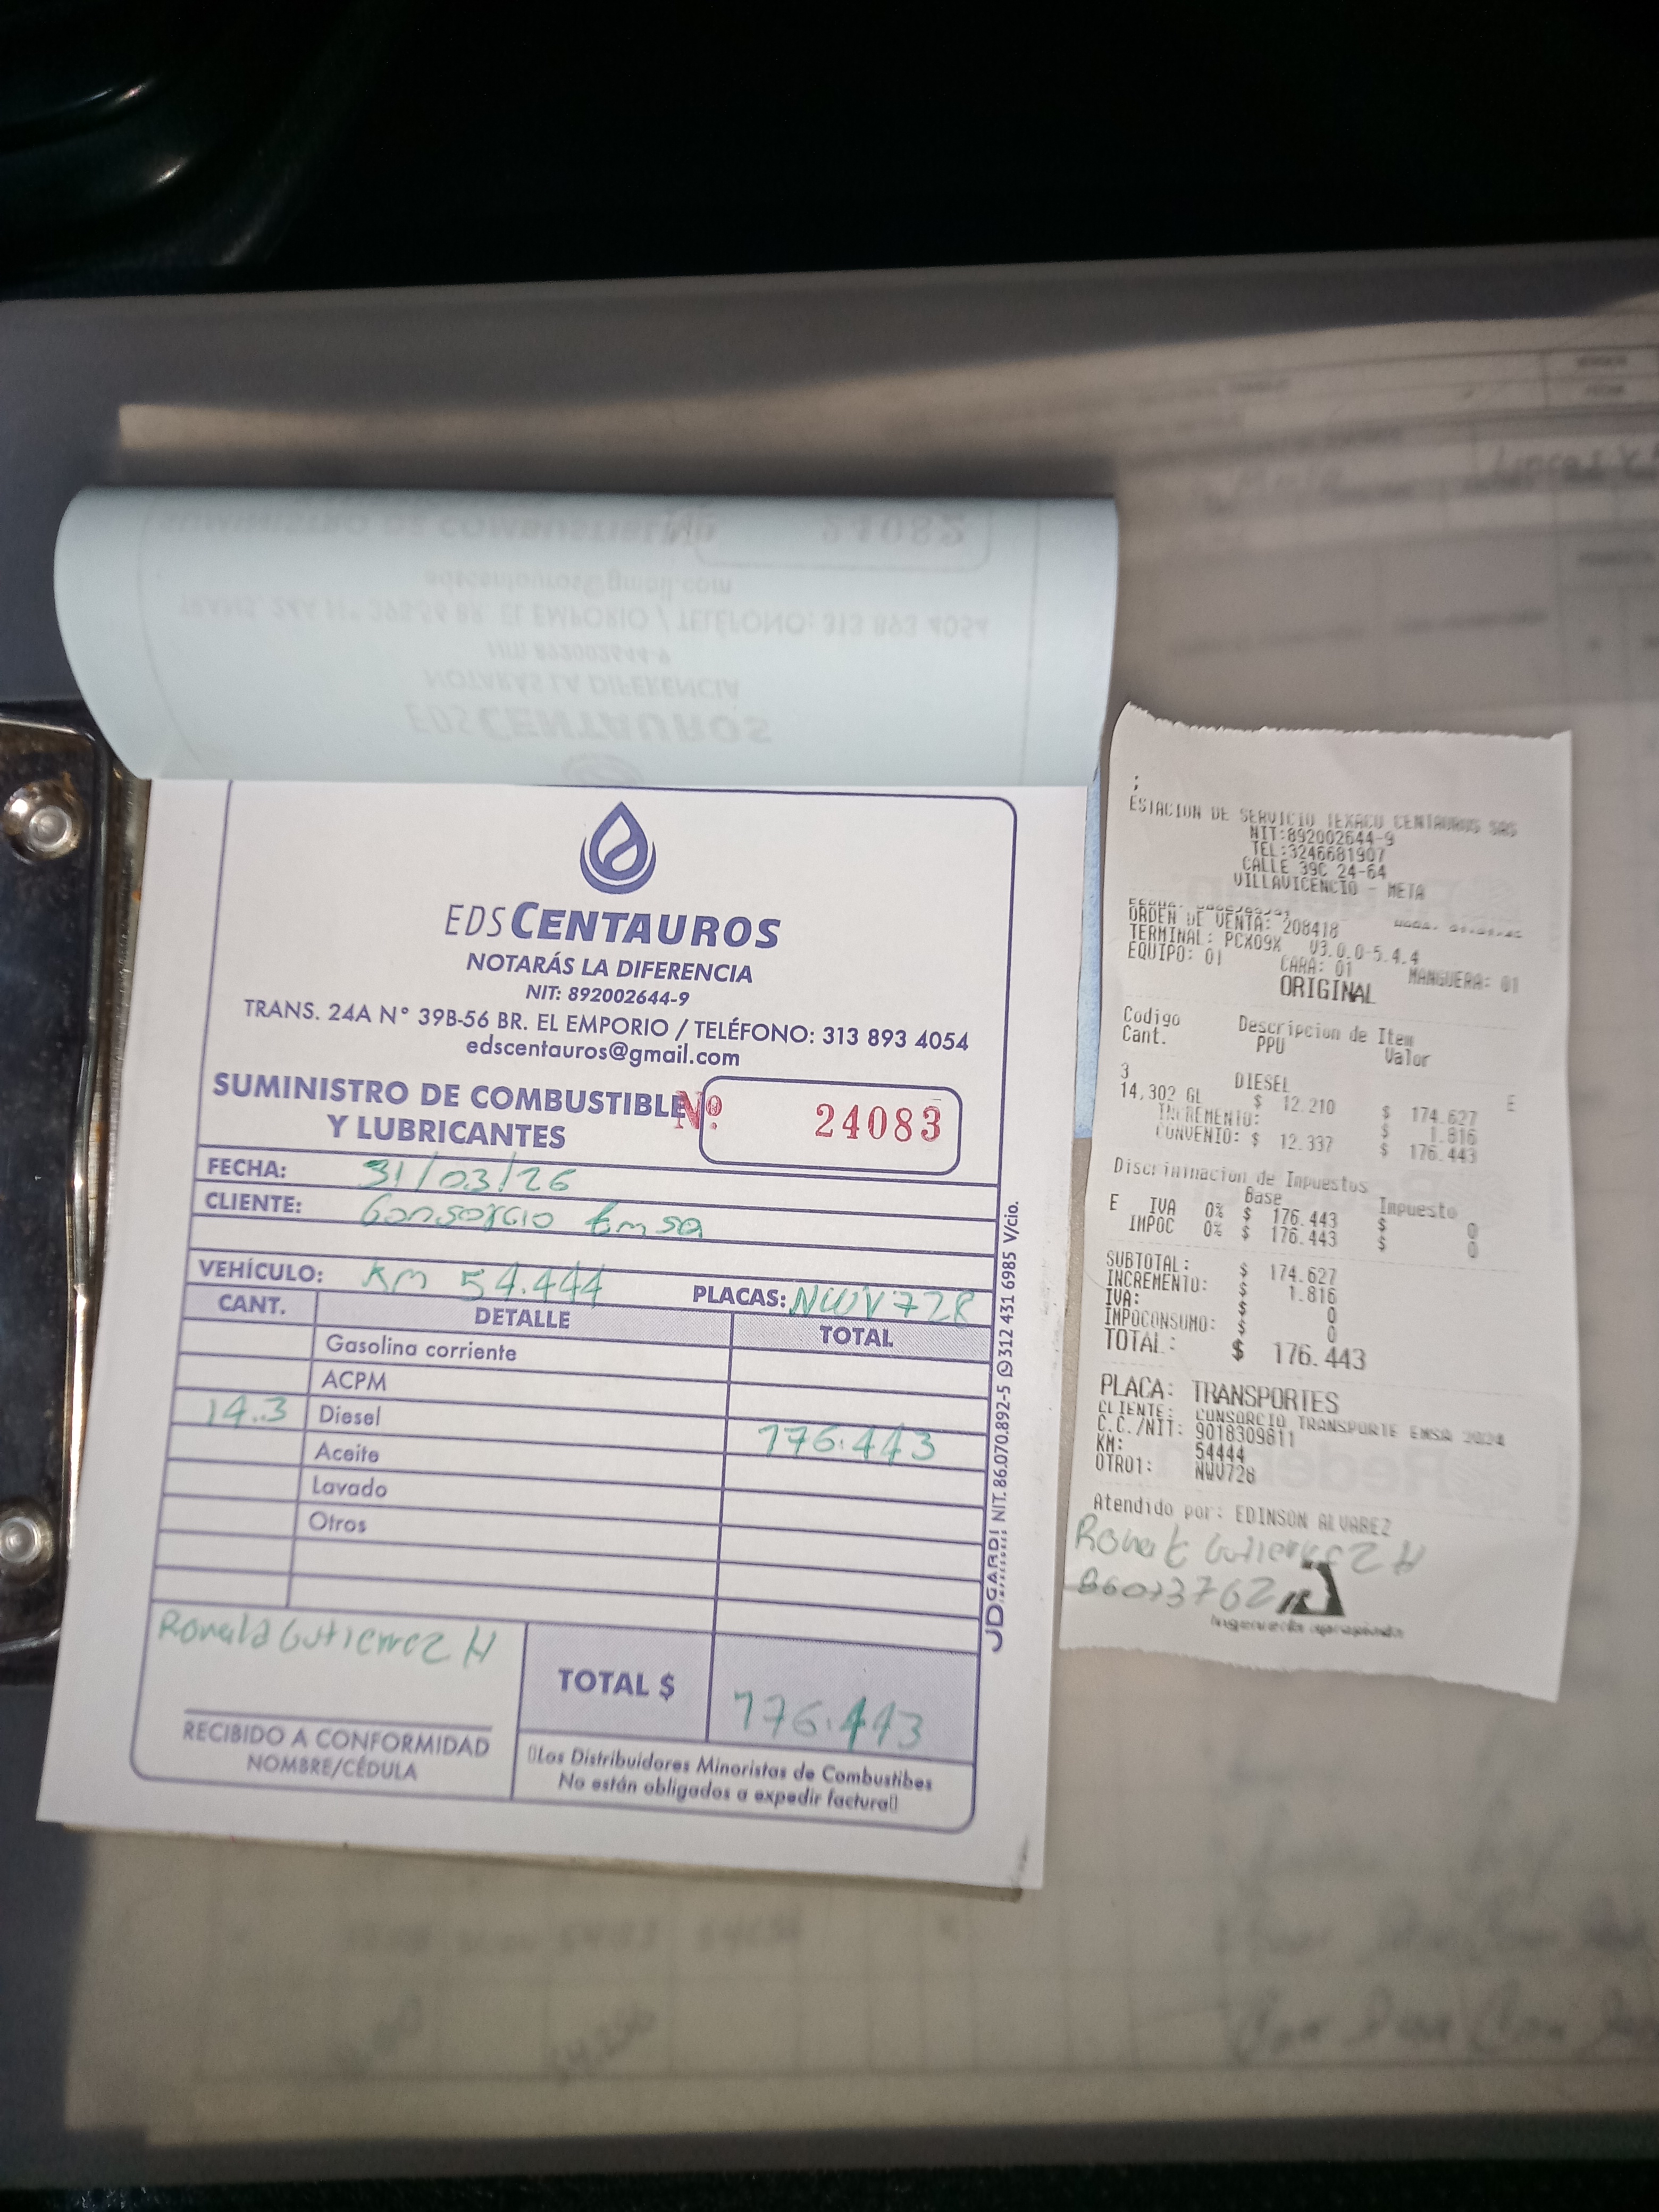 EDS CENTAUROS
NOTARÁS LA DIFERENCIA
NIT: 892002644-9
TRANS. 24A N° 39B-56 BR. EL EMPORIO / TELÉFONO: 313 893 4054
edscentauros@gmail.com
SUMINISTRO DE COMBUSTIBLE
Y LUBRICANTES
Nº. 24083
FECHA: 31/03/26
CLIENTE: Consorcio Emsa
VEHÍCULO: Km 54.444 PLACAS: NWV728
CANT. DETALLE TOTAL
Gasolina corriente
ACPM
14.3 Diesel 176.443
Aceite
Lavado
Otros
Ronald Gutierrez H
RECIBIDO A CONFORMIDAD
NOMBRE/CÉDULA
TOTAL $ 176.443
Los Distribuidores Minoristas de Combustibes
No están obligados a expedir factura
JDGARDI NIT. 86.070.892-5 312 431 6985 V/cio.
ESTACION DE SERVICIO TEXACO CENTAUROS SAS
NIT:892002644-9
TEL:3246681907
CALLE 39C 24-64
VILLAVICENCIO - META
ORDEN DE VENTA: 208418
TERMINAL: PCX09X V3.0.0-5.4.4
EQUIPO: 01 CARA: 01 MANGUERA: 01
ORIGINAL
Codigo Descripcion de Item
Cant. PPU Valor
3 DIESEL E
14,302 GL $ 12.210 $ 174.627
INCREMENTO: $ 1.816
CONVENIO: $ 12.337 $ 176.443
Discriminacion de Impuestos
Base Impuesto
E IVA 0% $ 176.443 $ 0
IMPOC 0% $ 176.443 $ 0
SUBTOTAL: $ 174.627
INCREMENTO: $ 1.816
IVA: $ 0
IMPOCONSUMO: $ 0
TOTAL: $ 176.443
PLACA: TRANSPORTES
CLIENTE: CONSORCIO TRANSPORTE EMSA 2024
C.C./NIT: 9018309811
KM: 54444
OTRO1: NWV728
Atendido por: EDINSON ALVAREZ
Ronald Gutierrez H
86073762